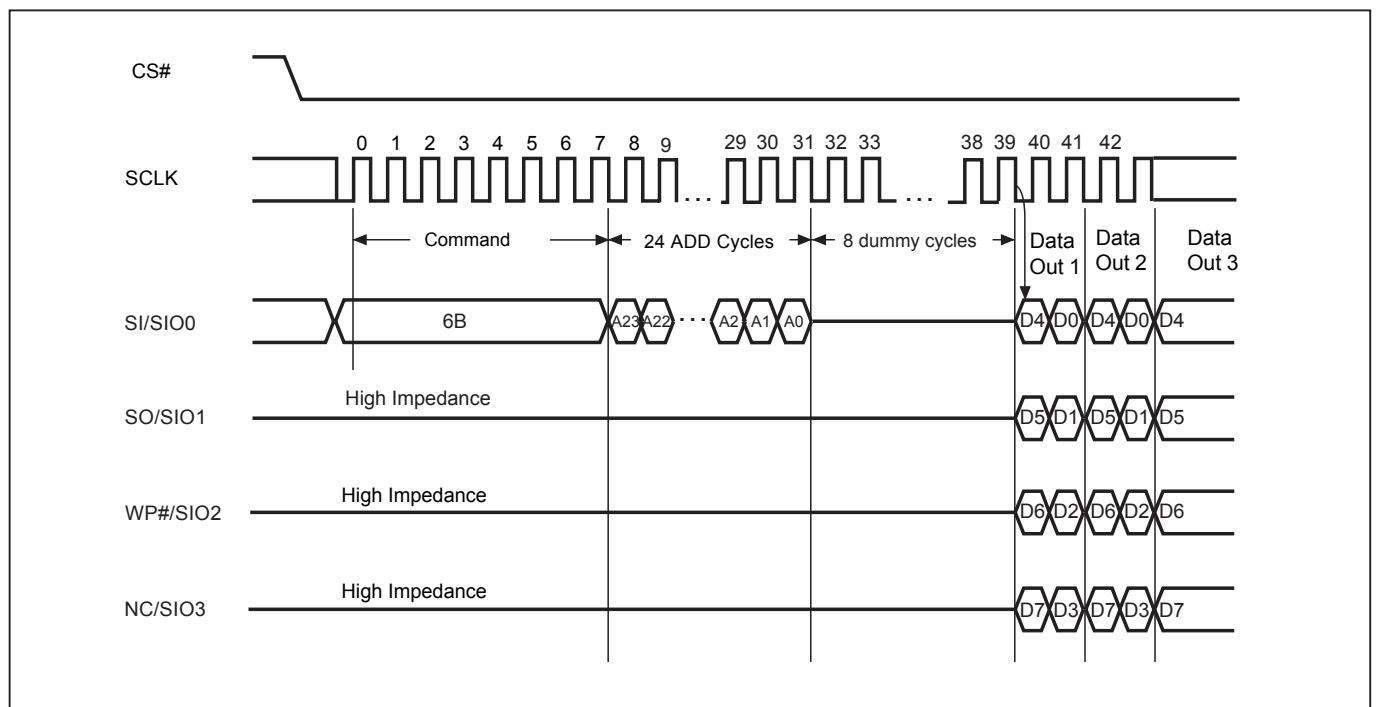 CS#
0 1 2 3 4 5 6 7 8 9 29 30 31 32 33 38 39 40 41 42
SCLK
... ...
Command 24 ADD Cycles 8 dummy cycles Data Out 1 Data Out 2 Data Out 3
SI/SIO0 6B A23 A22 ... A2 A1 A0 D4 D0 D4 D0 D4
High Impedance
SO/SIO1 D5 D1 D5 D1 D5
High Impedance
WP#/SIO2 D6 D2 D6 D2 D6
High Impedance
NC/SIO3 D7 D3 D7 D3 D7